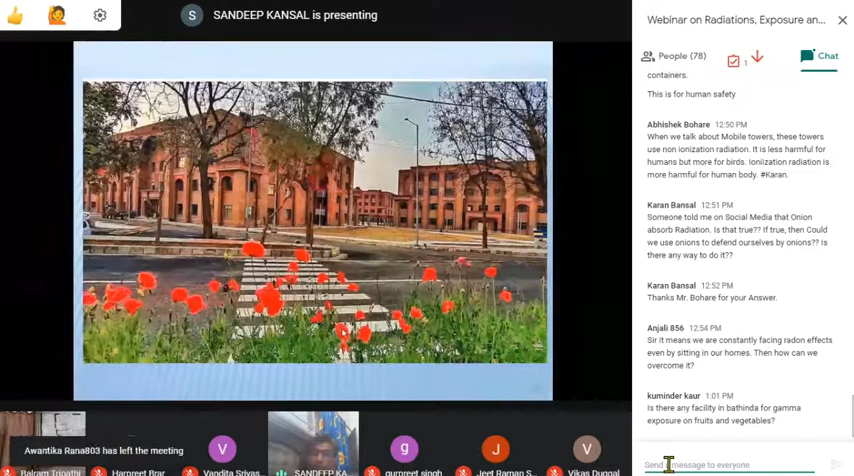 SANDEEP KANSAL is presenting
Webinar on Radiations, Exposure an...
People (78)
1
Chat
containers.
This is for human safety.
Abhishek Bohare 12:50 PM
When we talk about Mobile towers, these towers
use non ionization radiation. It is less harmful for
humans but more for birds. Ioniization radiation is
more harmful for human body. #Karan.
Karan Bansal 12:51 PM
Someone told me on Social Media that Onion
absorb Radiation. Is that true?? If true, then Could
we use onions to defend ourselves by onions?? Is
there any way to do it??
Karan Bansal 12:52 PM
Thanks Mr. Bohare for your Answer.
Anjali 856 12:54 PM
Sir it means we are constantly facing radon effects
even by sitting in our homes. Then how can we
overcome it?
kuminder kaur 1:01 PM
Is there any facility in bathinda for gamma
exposure on fruits and vegetables?
Send a message to everyone
S
Awantika Rana803 has left the meeting
V
g
J
V
Balram Tripathi
Harpreet Brar
Vandita Srivas...
SANDEEP KA...
gurpreet singh
Jeet Raman Se...
Vikas Duggal